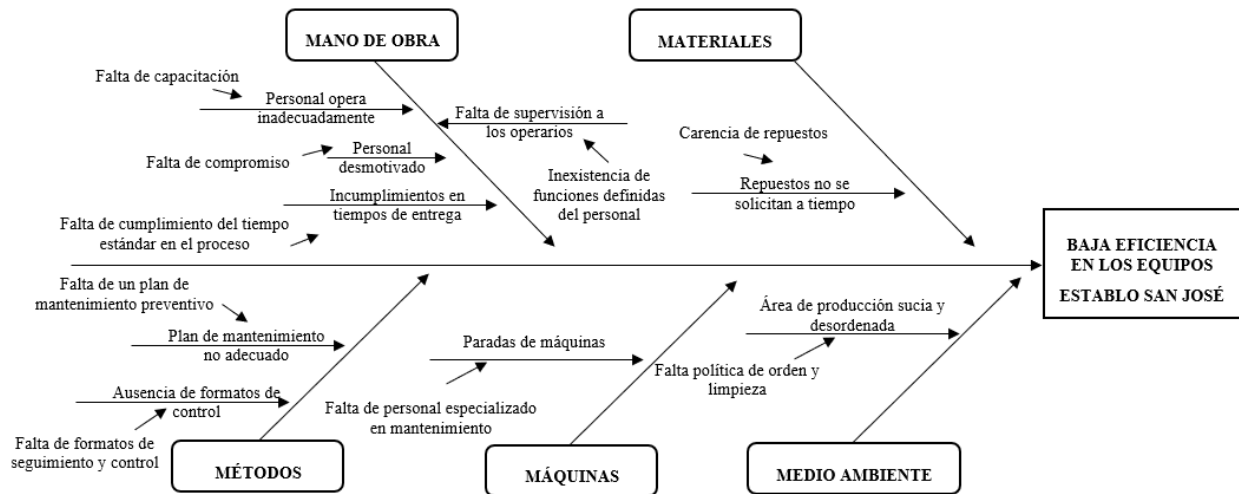 MANO DE OBRA
MATERIALES
Falta de capacitación
Personal opera
inadecuadamente
Falta de supervisión a
los operarios
Carencia de repuestos
Falta de compromiso
Personal
desmotivado
Inexistencia de
funciones definidas
del personal
Repuestos no se
solicitan a tiempo
Incumplimientos en
tiempos de entrega
Falta de cumplimiento del tiempo
estándar en el proceso
BAJA EFICIENCIA
EN LOS EQUIPOS
ESTABLO SAN JOSÉ
Falta de un plan de
mantenimiento preventivo
Plan de mantenimiento
no adecuado
Paradas de máquinas
Área de producción sucia y
desordenada
Falta política de orden y
limpieza
Ausencia de formatos de
control
Falta de personal especializado
en mantenimiento
Falta de formatos de
seguimiento y control
MÉTODOS
MÁQUINAS
MEDIO AMBIENTE